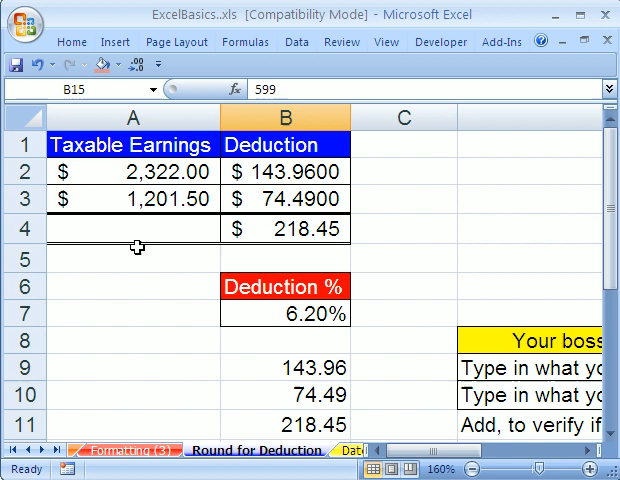 ExcelBasics..xls [Compatibility Mode] - Microsoft Excel
Home Insert Page Layout Formulas Data Review View Developer Add-Ins
B15 fx 599
A B C
1 Taxable Earnings Deduction
2 $ 2,322.00 $ 143.9600
3 $ 1,201.50 $ 74.4900
4 $ 218.45
5
6 Deduction %
7 6.20%
8 Your boss
9 143.96 Type in what yo
10 74.49 Type in what yo
11 218.45 Add, to verify if
Formatting (3) Round for Deduction Date
Ready 160%